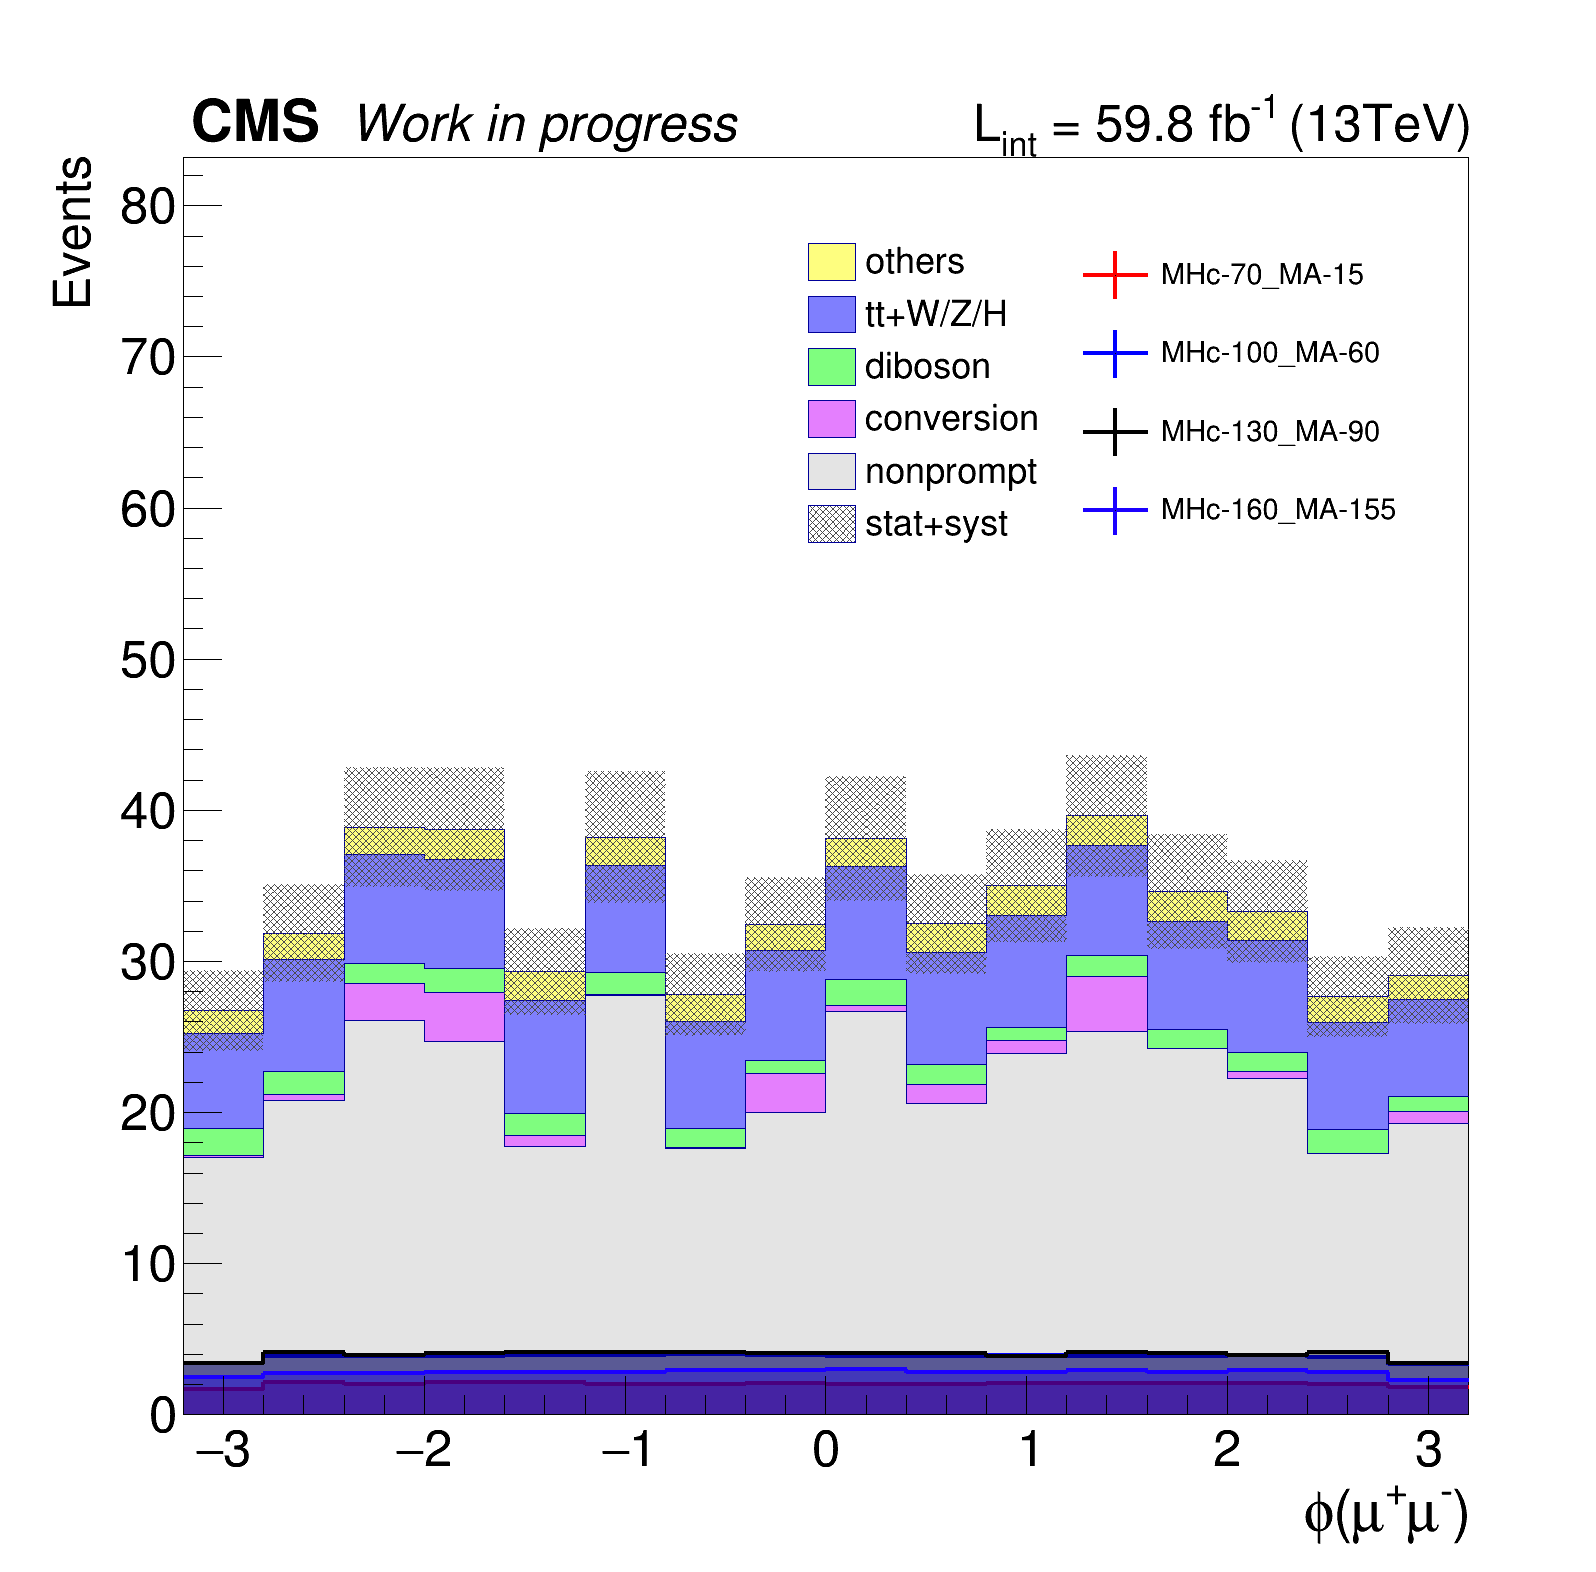 CMS Work in progress L_int = 59.8 fb^-1 (13TeV)
Events
80
70
60
50
40
30
20
10
0
others
tt+W/Z/H
diboson
conversion
nonprompt
stat+syst
MHc-70_MA-15
MHc-100_MA-60
MHc-130_MA-90
MHc-160_MA-155
−3 −2 −1 0 1 2 3
ϕ(μ⁺μ⁻)